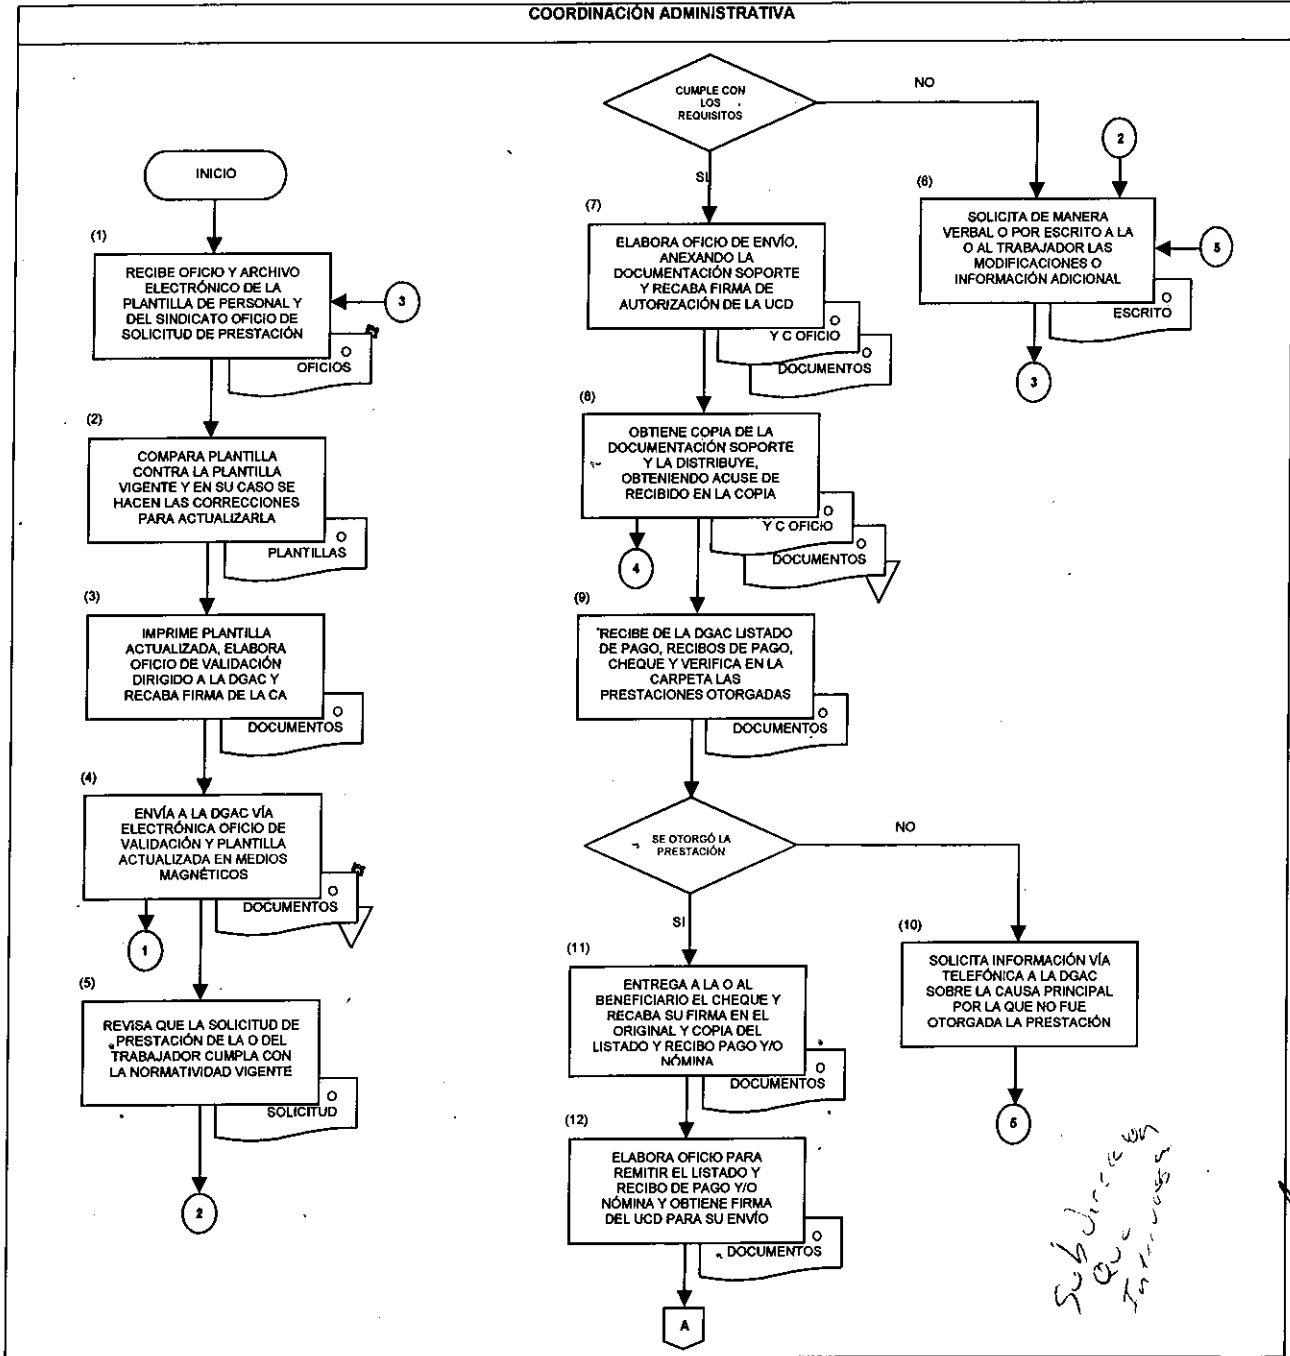 COORDINACIÓN ADMINISTRATIVA
INICIO
(1)
RECIBE OFICIO Y ARCHIVO
ELECTRÓNICO DE LA
PLANTILLA DE PERSONAL Y
DEL SINDICATO OFICIO DE
SOLICITUD DE PRESTACIÓN
3
O
OFICIOS
(2)
COMPARA PLANTILLA
CONTRA LA PLANTILLA
VIGENTE Y EN SU CASO SE
HACEN LAS CORRECCIONES
PARA ACTUALIZARLA
O
PLANTILLAS
(3)
IMPRIME PLANTILLA
ACTUALIZADA, ELABORA
OFICIO DE VALIDACIÓN
DIRIGIDO A LA DGAC Y
RECABA FIRMA DE LA CA
O
DOCUMENTOS
(4)
ENVÍA A LA DGAC VÍA
ELECTRÓNICA OFICIO DE
VALIDACIÓN Y PLANTILLA
ACTUALIZADA EN MEDIOS
MAGNÉTICOS
O
DOCUMENTOS
1
(5)
REVISA QUE LA SOLICITUD DE
PRESTACIÓN DE LA O DEL
TRABAJADOR CUMPLA CON
LA NORMATIVIDAD VIGENTE
O
SOLICITUD
2
CUMPLE CON
LOS
REQUISITOS
NO
SI
2
(6)
SOLICITA DE MANERA
VERBAL O POR ESCRITO A LA
O AL TRABAJADOR LAS
MODIFICACIONES O
INFORMACIÓN ADICIONAL
5
O
ESCRITO
3
(7)
ELABORA OFICIO DE ENVÍO,
ANEXANDO LA
DOCUMENTACIÓN SOPORTE
Y RECABA FIRMA DE
AUTORIZACIÓN DE LA UCD
O
Y C OFICIO
O
DOCUMENTOS
(8)
OBTIENE COPIA DE LA
DOCUMENTACIÓN SOPORTE
Y LA DISTRIBUYE,
OBTENIENDO ACUSE DE
RECIBIDO EN LA COPIA
O
Y C OFICIO
O
DOCUMENTOS
4
(9)
RECIBE DE LA DGAC LISTADO
DE PAGO, RECIBOS DE PAGO,
CHEQUE Y VERIFICA EN LA
CARPETA LAS
PRESTACIONES OTORGADAS
O
DOCUMENTOS
SE OTORGÓ LA
PRESTACIÓN
NO
SI
(10)
SOLICITA INFORMACIÓN VÍA
TELEFÓNICA A LA DGAC
SOBRE LA CAUSA PRINCIPAL
POR LA QUE NO FUE
OTORGADA LA PRESTACIÓN
5
(11)
ENTREGA A LA O AL
BENEFICIARIO EL CHEQUE Y
RECABA SU FIRMA EN EL
ORIGINAL Y COPIA DEL
LISTADO Y RECIBO PAGO Y/O
NÓMINA
O
DOCUMENTOS
(12)
ELABORA OFICIO PARA
REMITIR EL LISTADO Y
RECIBO DE PAGO Y/O
NÓMINA Y OBTIENE FIRMA
DEL UCD PARA SU ENVÍO
O
DOCUMENTOS
A